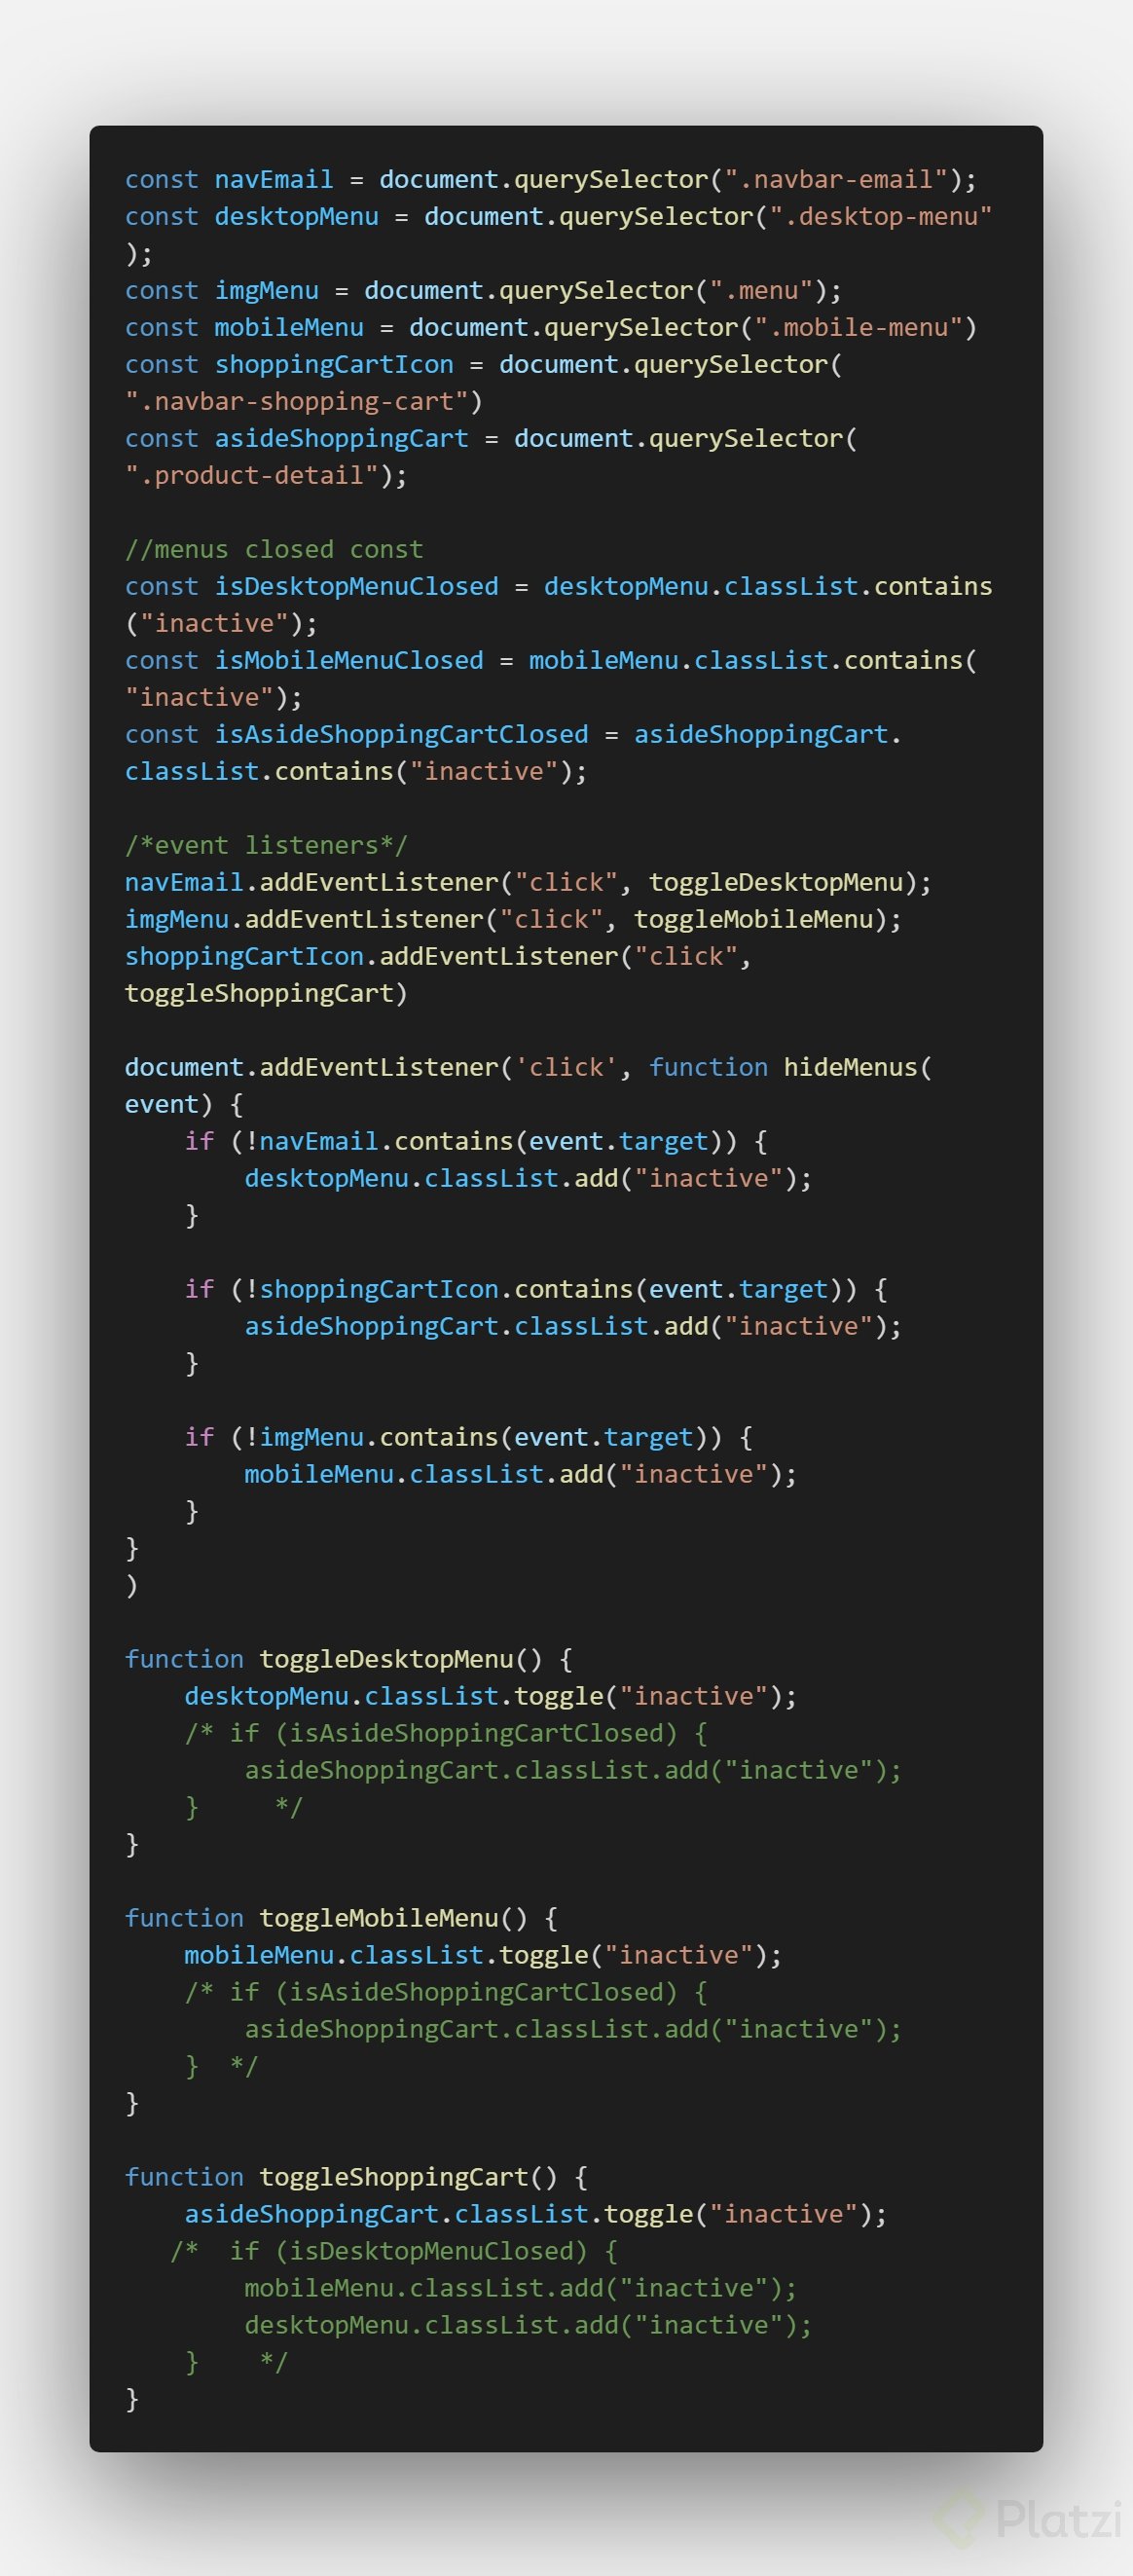 const navEmail = document.querySelector(".navbar-email");
const desktopMenu = document.querySelector(".desktop-menu"
);
const imgMenu = document.querySelector(".menu");
const mobileMenu = document.querySelector(".mobile-menu")
const shoppingCartIcon = document.querySelector(
".navbar-shopping-cart")
const asideShoppingCart = document.querySelector(
".product-detail");

//menus closed const
const isDesktopMenuClosed = desktopMenu.classList.contains
("inactive");
const isMobileMenuClosed = mobileMenu.classList.contains(
"inactive");
const isAsideShoppingCartClosed = asideShoppingCart.
classList.contains("inactive");

/*event listeners*/
navEmail.addEventListener("click", toggleDesktopMenu);
imgMenu.addEventListener("click", toggleMobileMenu);
shoppingCartIcon.addEventListener("click",
toggleShoppingCart)

document.addEventListener('click', function hideMenus(
event) {
    if (!navEmail.contains(event.target)) {
        desktopMenu.classList.add("inactive");
    }

    if (!shoppingCartIcon.contains(event.target)) {
        asideShoppingCart.classList.add("inactive");
    }

    if (!imgMenu.contains(event.target)) {
        mobileMenu.classList.add("inactive");
    }
}
)

function toggleDesktopMenu() {
    desktopMenu.classList.toggle("inactive");
    /* if (isAsideShoppingCartClosed) {
        asideShoppingCart.classList.add("inactive");
    }     */
}

function toggleMobileMenu() {
    mobileMenu.classList.toggle("inactive");
    /* if (isAsideShoppingCartClosed) {
        asideShoppingCart.classList.add("inactive");
    }  */
}

function toggleShoppingCart() {
    asideShoppingCart.classList.toggle("inactive");
   /*  if (isDesktopMenuClosed) {
        mobileMenu.classList.add("inactive");
        desktopMenu.classList.add("inactive");
    }    */
}
Platzi